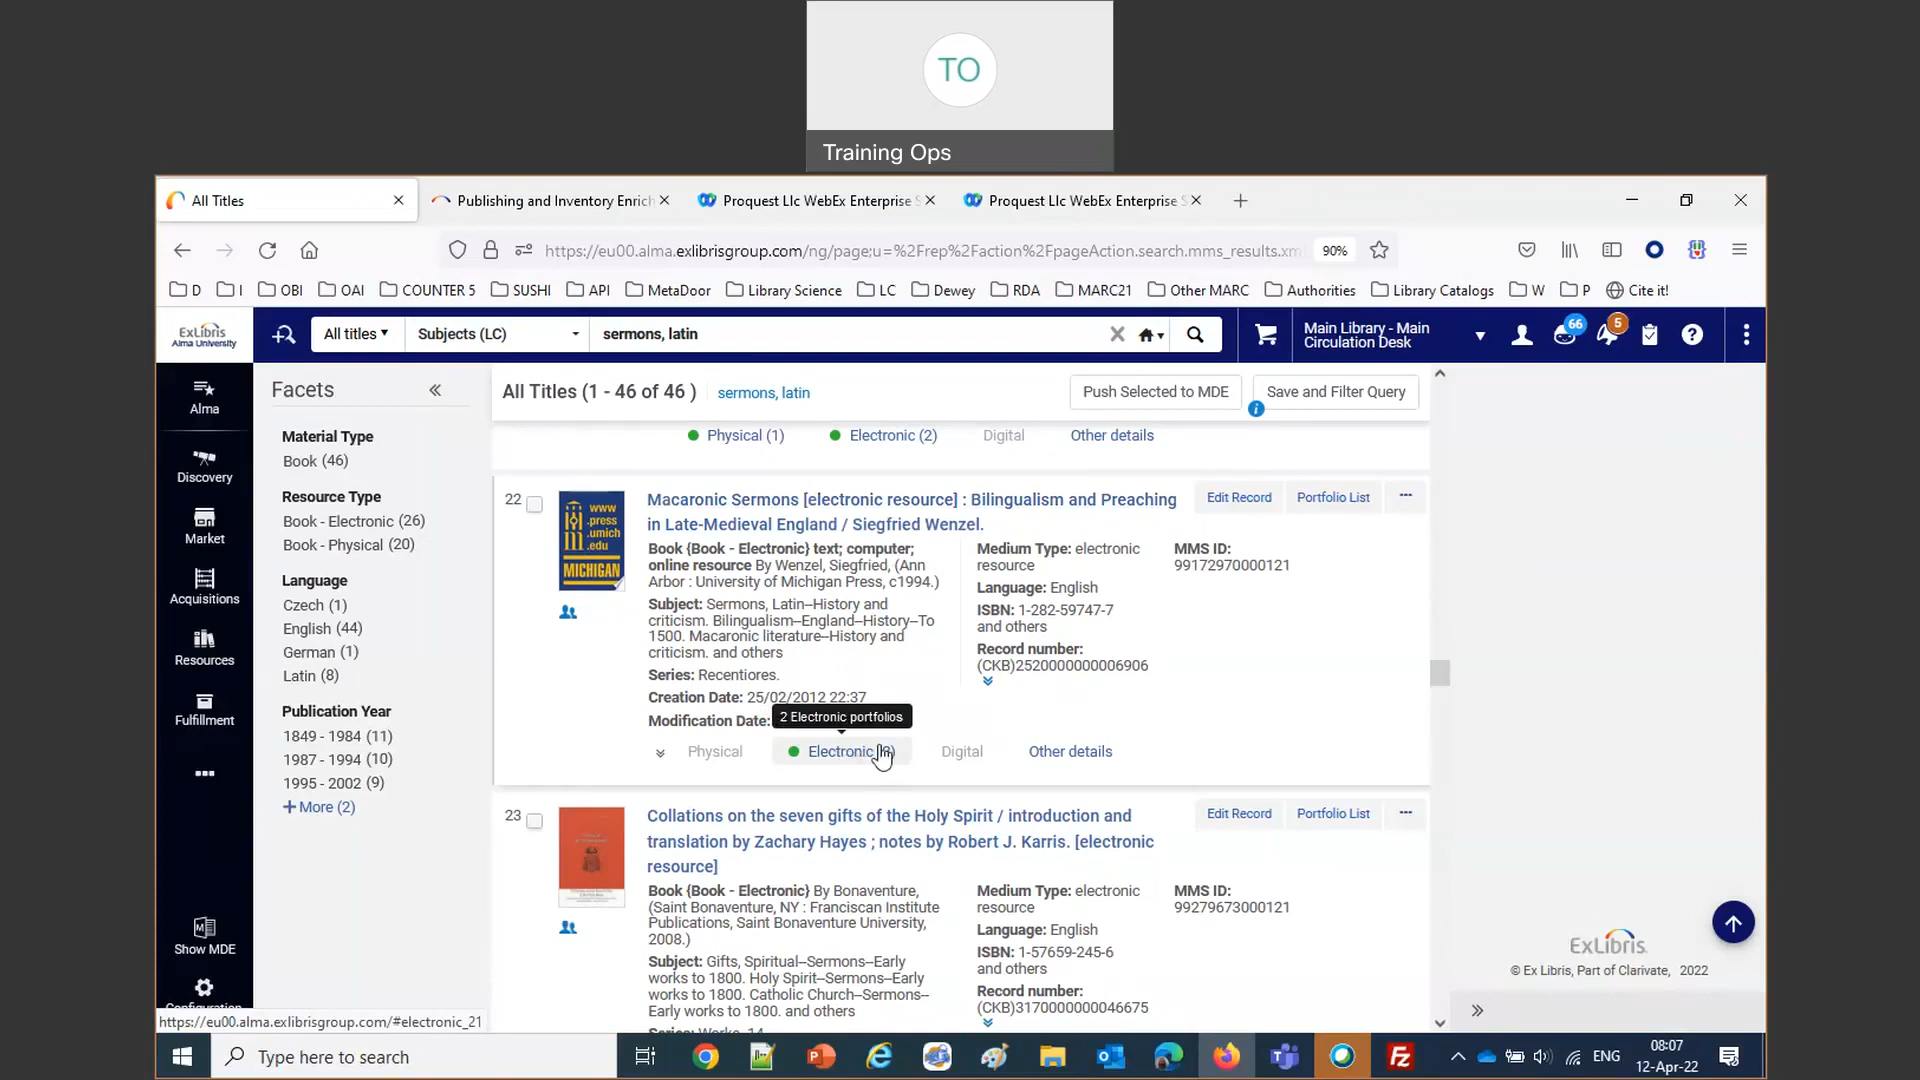 TO
Training Ops
All Titles
Publishing and Inventory Enrich
Proquest Llc WebEx Enterprise S
Proquest Llc WebEx Enterprise S
https://eu00.alma.exlibrisgroup.com/ng/page;u=%2Frep%2Faction%2FpageAction.search.mms_results.xm
90%
D
I
OBI
OAI
COUNTER 5
SUSHI
API
MetaDoor
Library Science
LC
Dewey
RDA
MARC21
Other MARC
Authorities
Library Catalogs
W
P
Cite it!
ExLibris
Alma University
All titles
Subjects (LC)
sermons, latin
Main Library - Main
Circulation Desk
66
5
Alma
Discovery
Market
Acquisitions
Resources
Fulfillment
Show MDE
Configuration
Facets
Material Type
Book (46)
Resource Type
Book - Electronic (26)
Book - Physical (20)
Language
Czech (1)
English (44)
German (1)
Latin (8)
Publication Year
1849 - 1984 (11)
1987 - 1994 (10)
1995 - 2002 (9)
More (2)
All Titles (1 - 46 of 46 )
sermons, latin
Push Selected to MDE
Save and Filter Query
Physical (1)
Electronic (2)
Digital
Other details
22
www
.press
.umich
.edu
MICHIGAN
Macaronic Sermons [electronic resource] : Bilingualism and Preaching
in Late-Medieval England / Siegfried Wenzel.
Edit Record
Portfolio List
Book {Book - Electronic} text; computer;
online resource By Wenzel, Siegfried, (Ann
Arbor : University of Michigan Press, c1994.)
Subject: Sermons, Latin--History and
criticism. Bilingualism--England--History--To
1500. Macaronic literature--History and
criticism. and others
Series: Recentiores.
Creation Date: 25/02/2012 22:37
Modification Date:
2 Electronic portfolios
Medium Type: electronic
resource
Language: English
ISBN: 1-282-59747-7
and others
Record number:
(CKB)2520000000006906
MMS ID:
99172970000121
Physical
Electronic
Digital
Other details
23
Collations on the seven gifts of the Holy Spirit / introduction and
translation by Zachary Hayes ; notes by Robert J. Karris. [electronic
resource]
Edit Record
Portfolio List
Book {Book - Electronic} By Bonaventure,
(Saint Bonaventure, NY : Franciscan Institute
Publications, Saint Bonaventure University,
2008.)
Subject: Gifts, Spiritual--Sermons--Early
works to 1800. Holy Spirit--Sermons--Early
works to 1800. Catholic Church--Sermons--
Early works to 1800. and others
Series: Works. 14
Medium Type: electronic
resource
Language: English
ISBN: 1-57659-245-6
and others
Record number:
(CKB)3170000000046675
MMS ID:
99279673000121
ExLibris
© Ex Libris, Part of Clarivate, 2022
https://eu00.alma.exlibrisgroup.com/#electronic_21
Type here to search
ENG
08:07
12-Apr-22